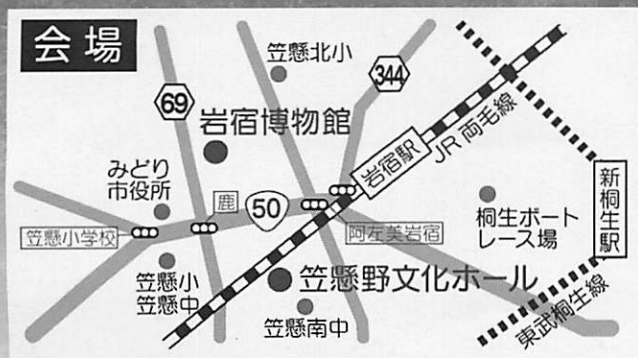 会場
笠懸北小
344
69
岩宿博物館
岩宿駅
JR両毛線
みどり
市役所
鹿
50
新桐生駅
笠懸小学校
阿左美岩宿
桐生ボート
レース場
笠懸小
笠懸中
笠懸野文化ホール
笠懸南中
東武桐生線